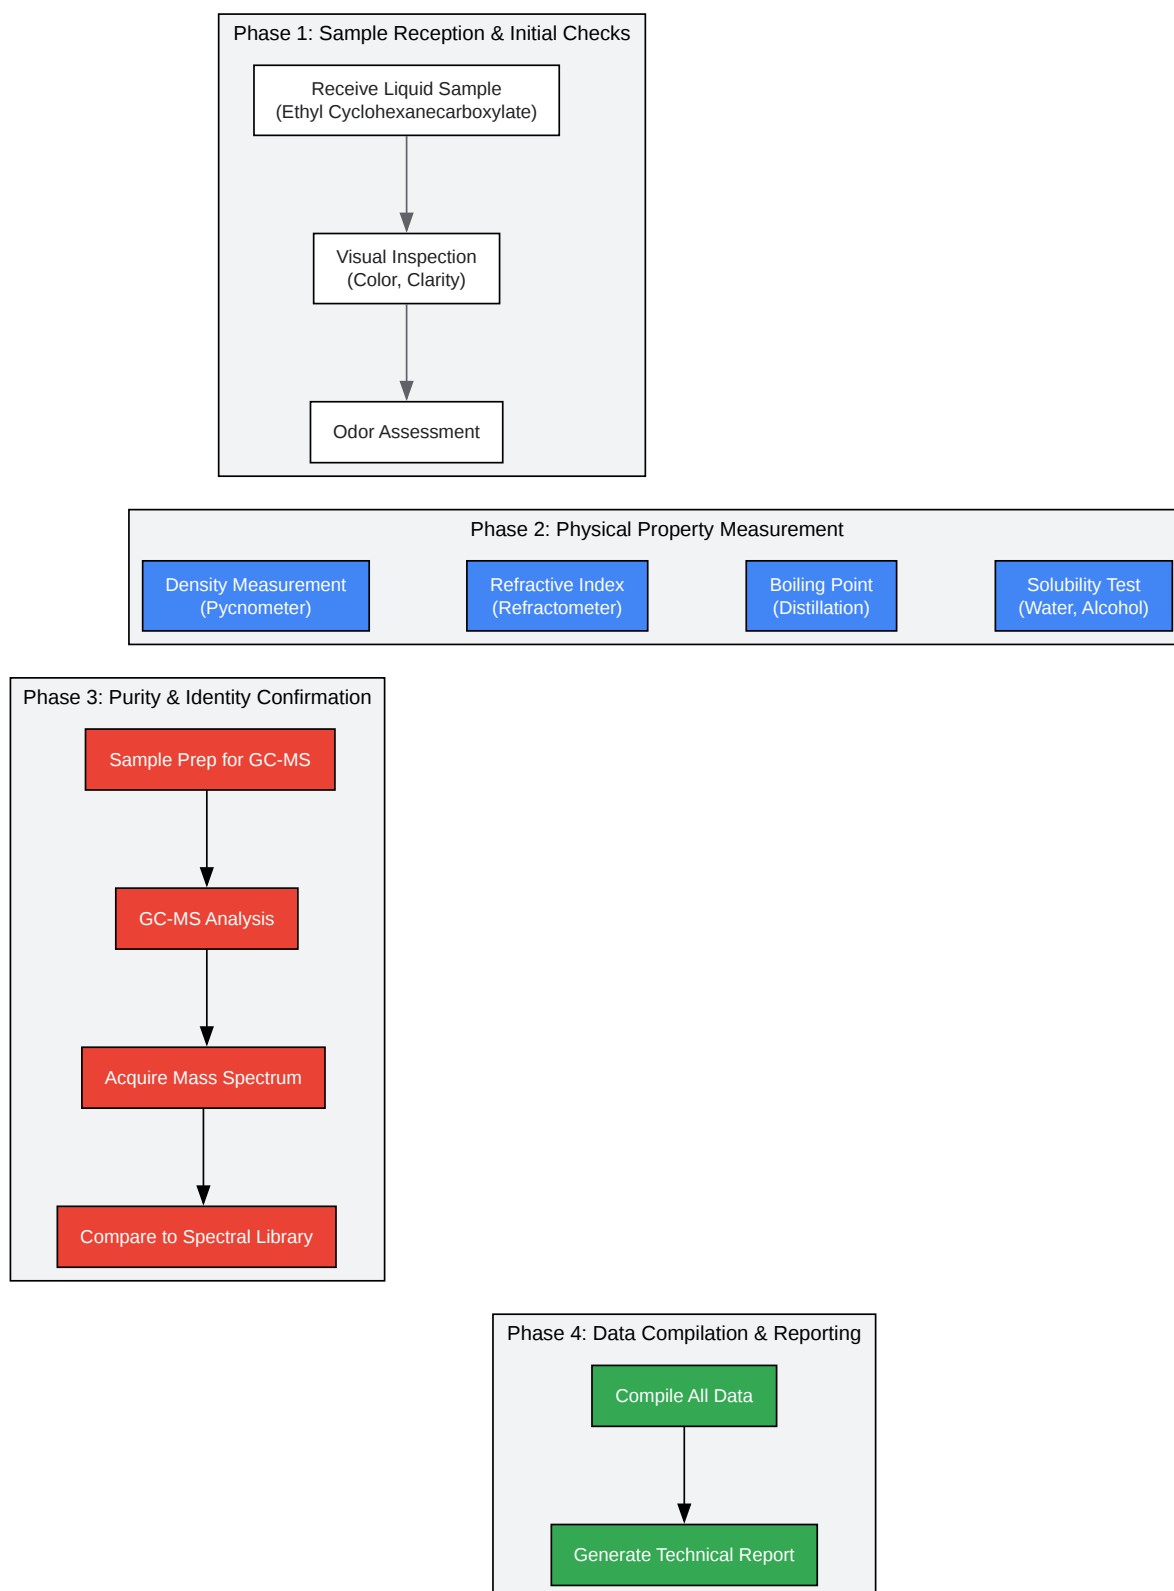 Phase 1: Sample Reception & Initial Checks
Receive Liquid Sample
(Ethyl Cyclohexanecarboxylate)
Visual Inspection
(Color, Clarity)
Odor Assessment
Phase 2: Physical Property Measurement
Density Measurement
(Pycnometer)
Refractive Index
(Refractometer)
Boiling Point
(Distillation)
Solubility Test
(Water, Alcohol)
Phase 3: Purity & Identity Confirmation
Sample Prep for GC-MS
GC-MS Analysis
Acquire Mass Spectrum
Compare to Spectral Library
Phase 4: Data Compilation & Reporting
Compile All Data
Generate Technical Report